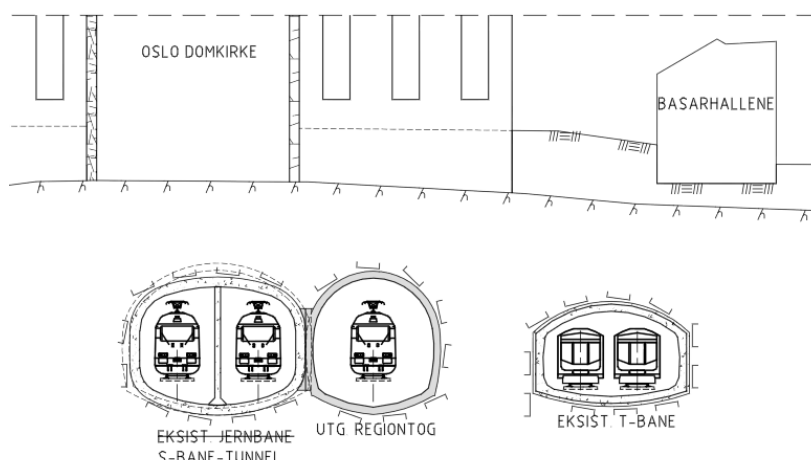 OSLO DOMKIRKE
BASARHALLENE
EKSIST. JERNBANE
S-BANE-TUNNEL
UTG REGIONTOG
EKSIST. T-BANE